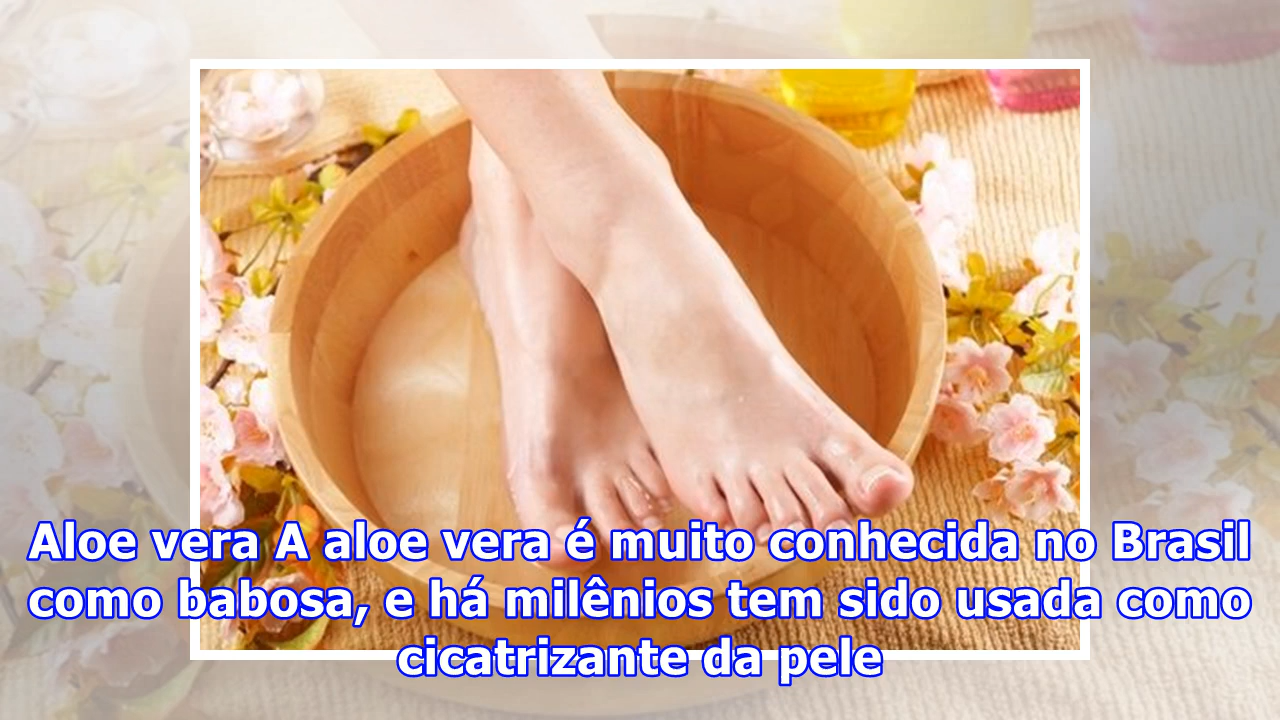 Aloe vera A aloe vera é muito conhecida no Brasil
como babosa, e há milênios tem sido usada como
cicatrizante da pele